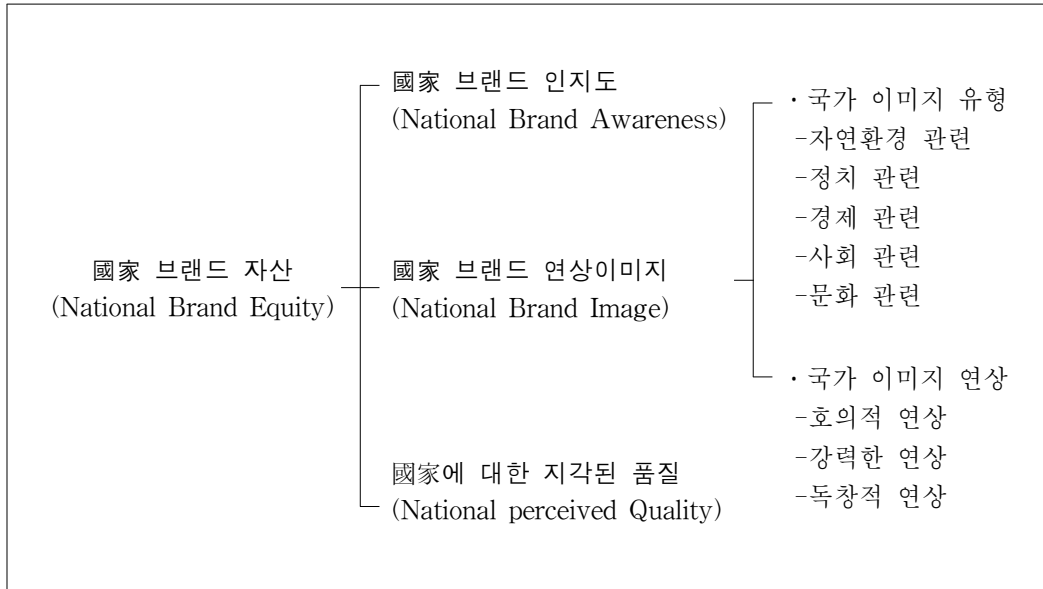 國家 브랜드 자산
(National Brand Equity)
國家 브랜드 인지도
(National Brand Awareness)
國家 브랜드 연상이미지
(National Brand Image)
國家에 대한 지각된 품질
(National perceived Quality)
· 국가 이미지 유형
-자연환경 관련
-정치 관련
-경제 관련
-사회 관련
-문화 관련
· 국가 이미지 연상
-호의적 연상
-강력한 연상
-독창적 연상